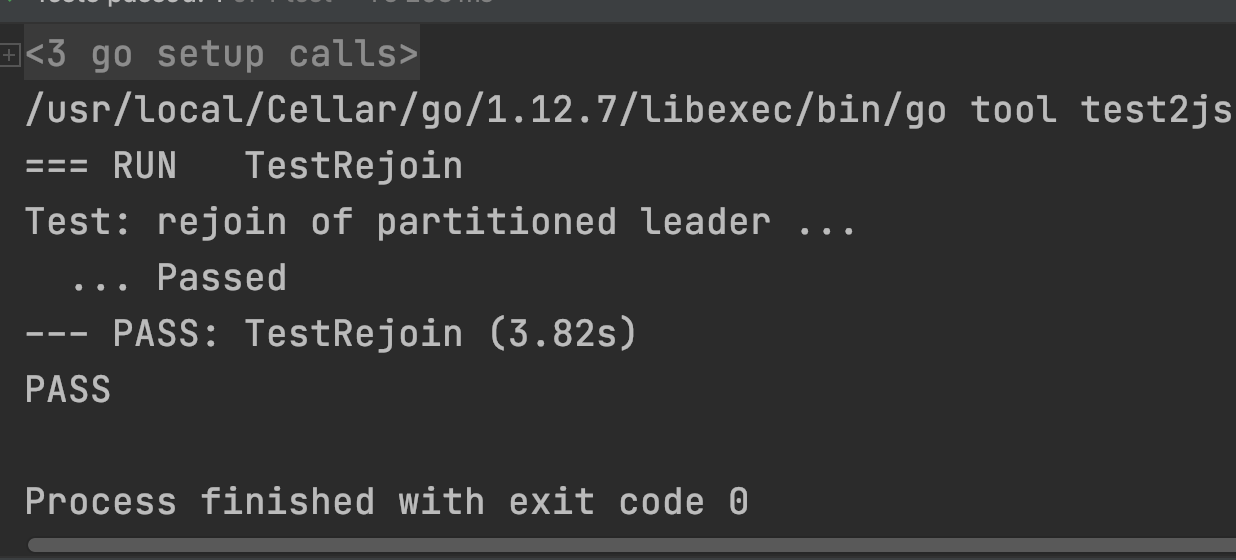 <3 go setup calls>
/usr/local/Cellar/go/1.12.7/libexec/bin/go tool test2js
=== RUN   TestRejoin
Test: rejoin of partitioned leader ...
  ... Passed
--- PASS: TestRejoin (3.82s)
PASS
Process finished with exit code 0